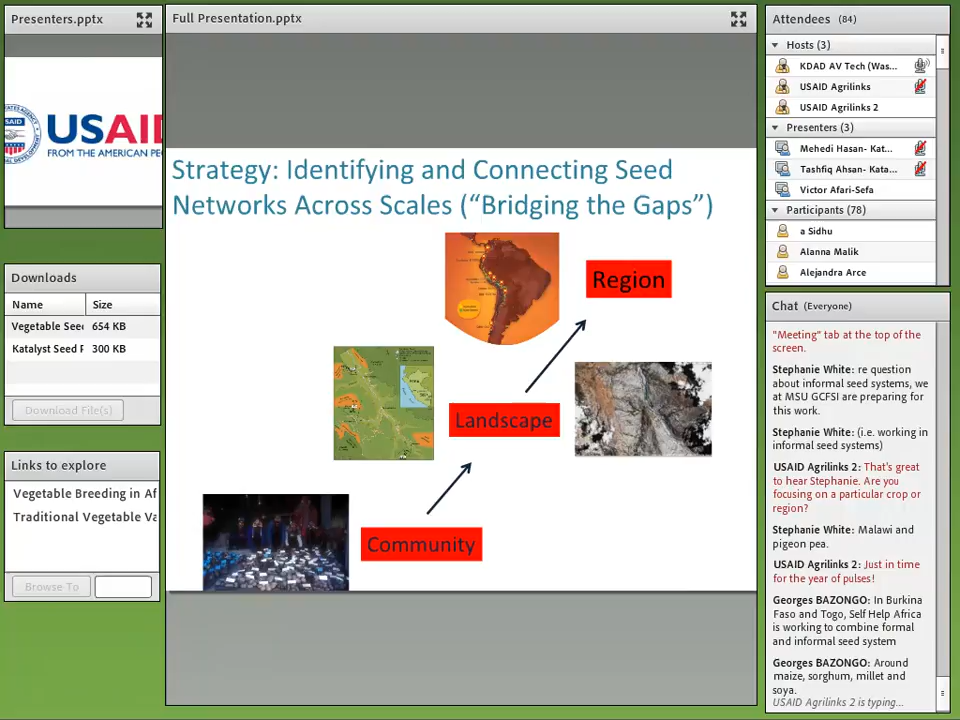 Presenters.pptx
USAID
FROM THE AMERICAN PE
Downloads
Name Size
Vegetable See 654 KB
Katalyst Seed F 300 KB
Download File(s)
Links to explore
Vegetable Breeding in Af
Traditional Vegetable Va
Browse To
Full Presentation.pptx
Strategy: Identifying and Connecting Seed
Networks Across Scales (“Bridging the Gaps”)
Region
Landscape
Community
Attendees (84)
Hosts (3)
KDAD AV Tech (Was...
USAID Agrilinks
USAID Agrilinks 2
Presenters (3)
Mehedi Hasan- Kat...
Tashfiq Ahsan- Kata...
Victor Afari-Sefa
Participants (78)
a Sidhu
Alanna Malik
Alejandra Arce
Chat (Everyone)
"Meeting" tab at the top of the
screen.
Stephanie White: re question
about informal seed systems, we
at MSU GCFSI are preparing for
this work.
Stephanie White: (i.e. working in
informal seed systems)
USAID Agrilinks 2: That's great
to hear Stephanie. Are you
focusing on a particular crop or
region?
Stephanie White: Malawi and
pigeon pea.
USAID Agrilinks 2: Just in time
for the year of pulses!
Georges BAZONGO: In Burkina
Faso and Togo, Self Help Africa
is working to combine formal
and informal seed system
Georges BAZONGO: Around
maize, sorghum, millet and
soya.
USAID Agrilinks 2 is typing...